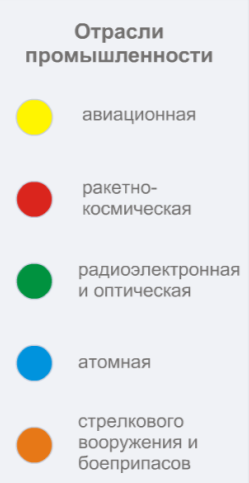 Отрасли
промышленности
авиационная
ракетно-
космическая
радиоэлектронная
и оптическая
атомная
стрелкового
вооружения и
боеприпасов